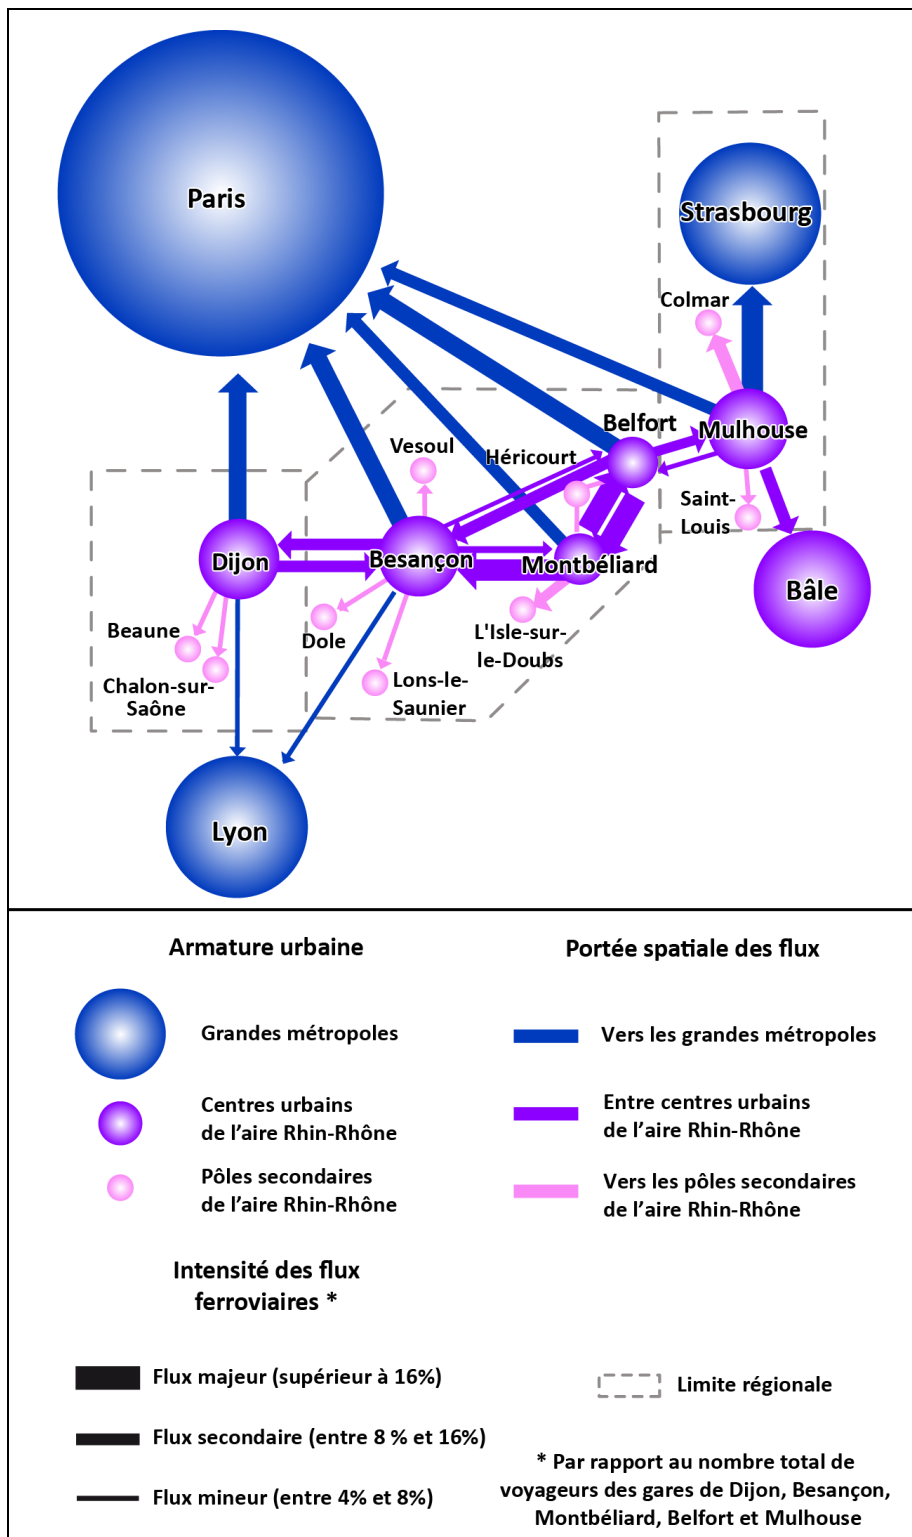 Paris
Strasbourg
Colmar
Belfort
Mulhouse
Vesoul
Héricourt
Saint-
Louis
Dijon
Besançon
Montbéliard
Bâle
Beaune
Dole
L'Isle-sur-
le-Doubs
Chalon-sur-
Saône
Lons-le-
Saunier
Lyon
Armature urbaine
Grandes métropoles
Centres urbains
de l’aire Rhin-Rhône
Pôles secondaires
de l’aire Rhin-Rhône
Portée spatiale des flux
Vers les grandes métropoles
Entre centres urbains
de l’aire Rhin-Rhône
Vers les pôles secondaires
de l’aire Rhin-Rhône
Intensité des flux
ferroviaires *
Flux majeur (supérieur à 16%)
Flux secondaire (entre 8 % et 16%)
Flux mineur (entre 4% et 8%)
Limite régionale
* Par rapport au nombre total de
voyageurs des gares de Dijon, Besançon,
Montbéliard, Belfort et Mulhouse